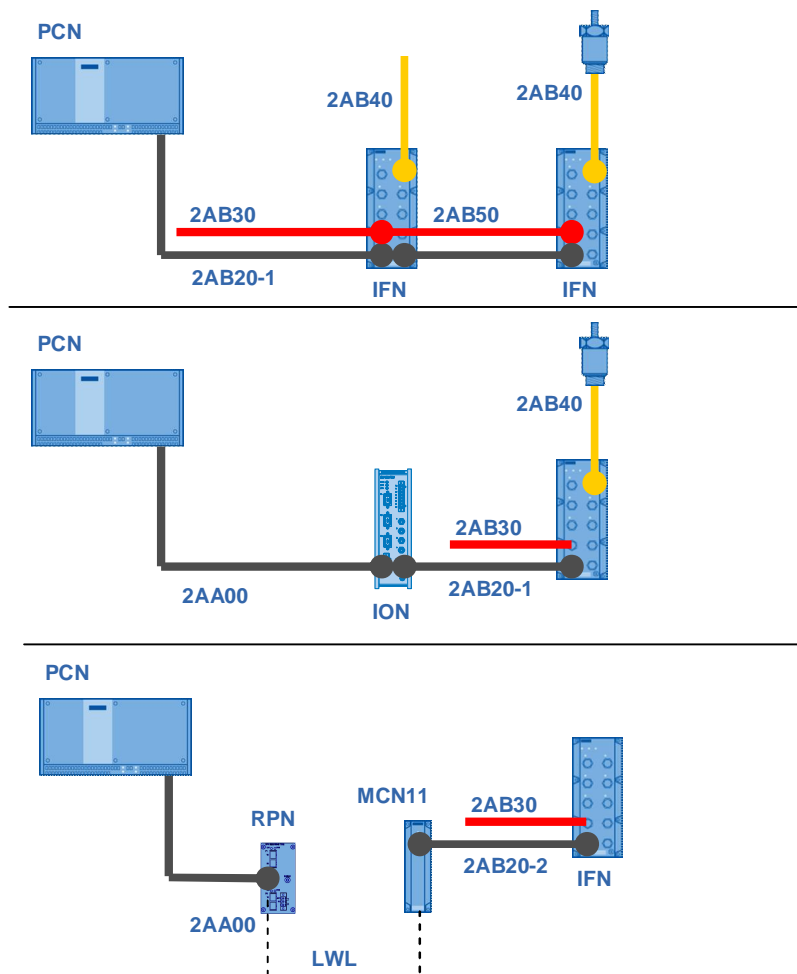 PCN
2AB40
2AB40
2AB30
2AB50
2AB20-1
IFN
IFN
PCN
2AB40
2AB30
2AA00
2AB20-1
ION
PCN
MCN11
2AB30
RPN
2AB20-2
IFN
2AA00
LWL